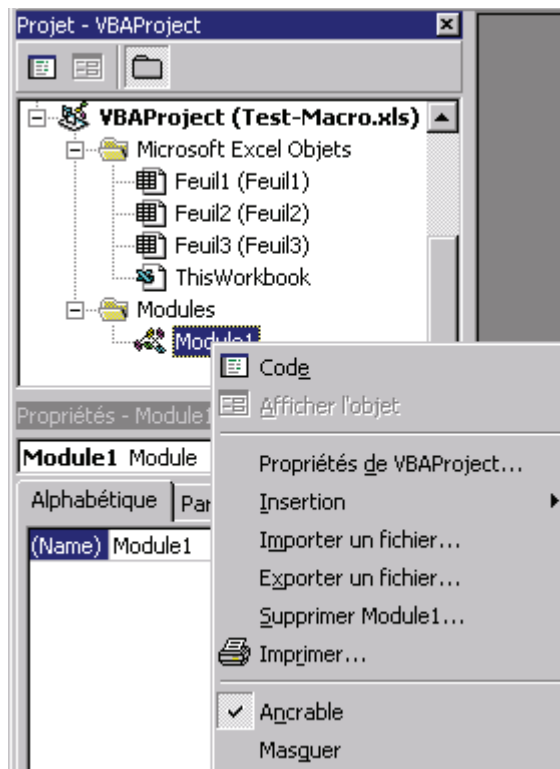 Projet - VBAProject
VBAProject (Test-Macro.xls)
Microsoft Excel Objets
Feuil1 (Feuil1)
Feuil2 (Feuil2)
Feuil3 (Feuil3)
ThisWorkbook
Modules
Module1
Code
Afficher l'objet
Propriétés de VBAProject...
Insertion
Importer un fichier...
Exporter un fichier...
Supprimer Module1...
Imprimer...
Ancrable
Masquer
Propriétés - Module1
Module1 Module
Alphabétique Par
(Name) Module1